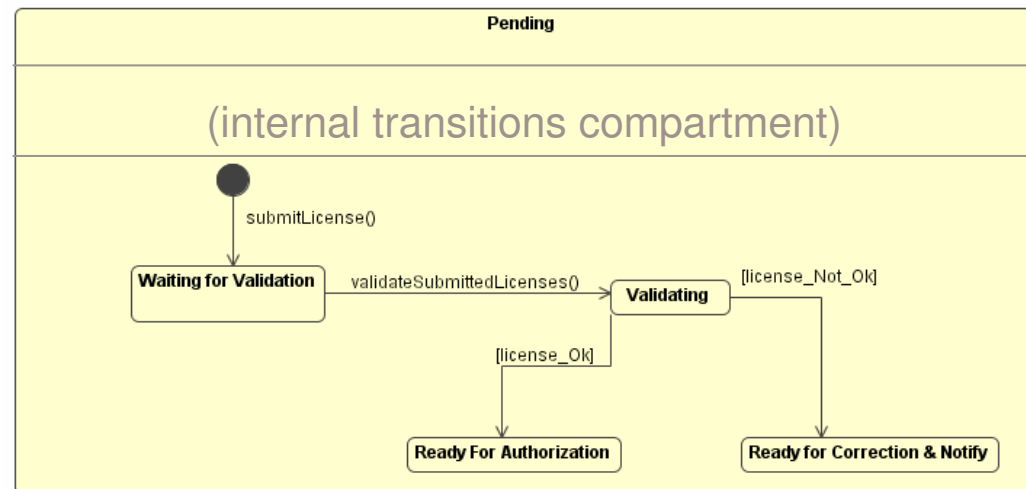 Pending
(internal transitions compartment)
submitLicense()
Waiting for Validation
validateSubmittedLicenses()
Validating
[license_Not_Ok]
[license_Ok]
Ready For Authorization
Ready for Correction & Notify